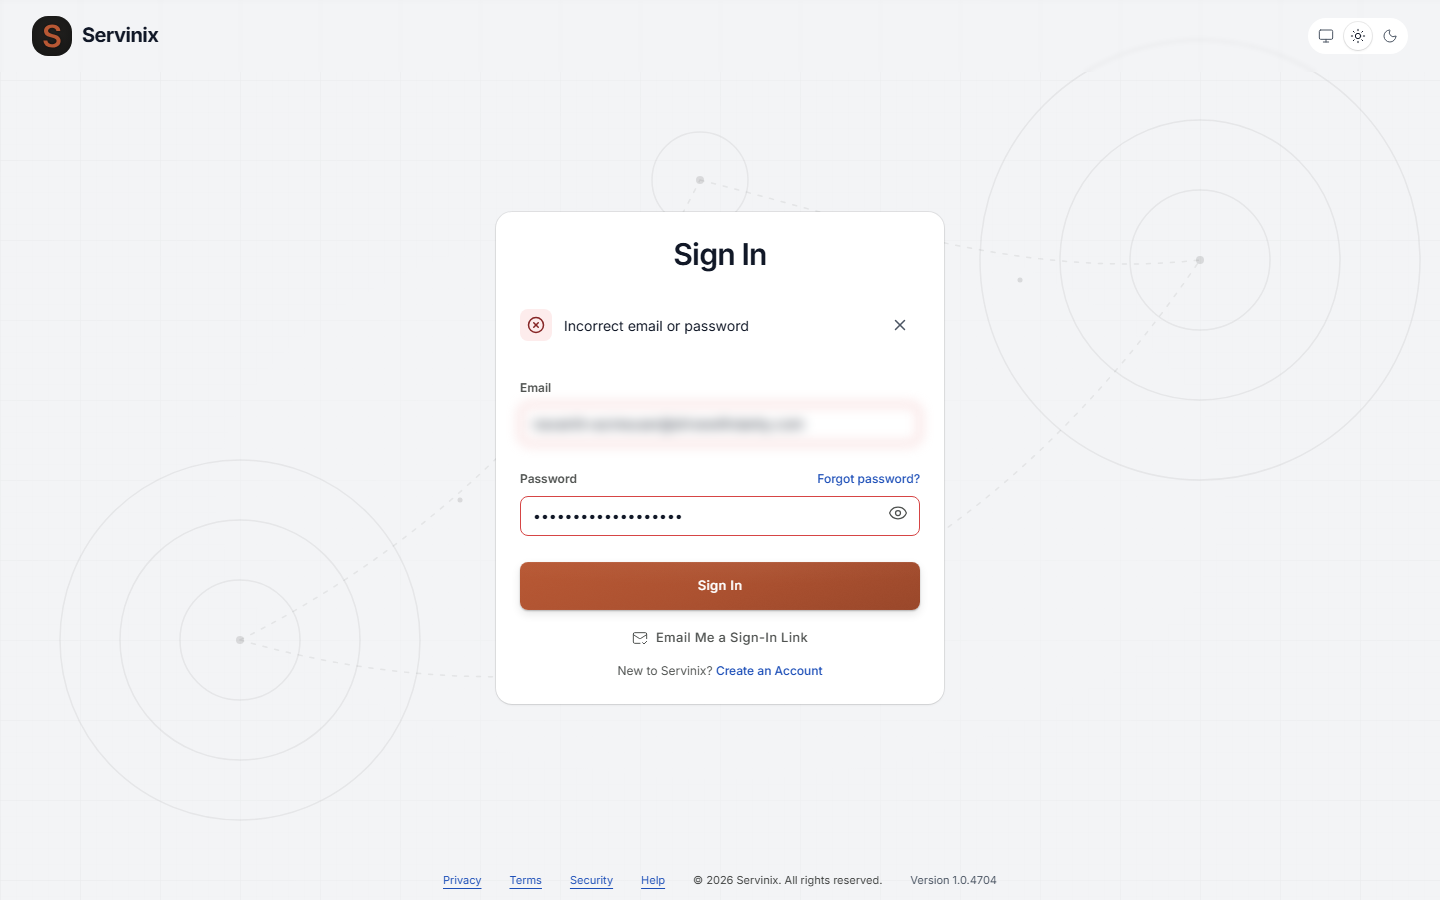 S Servinix
Sign In
Incorrect email or password
Email
Password Forgot password?
•••••••••••••••••••
Sign In
Email Me a Sign-In Link
New to Servinix? Create an Account
Privacy Terms Security Help © 2026 Servinix. All rights reserved. Version 1.0.4704